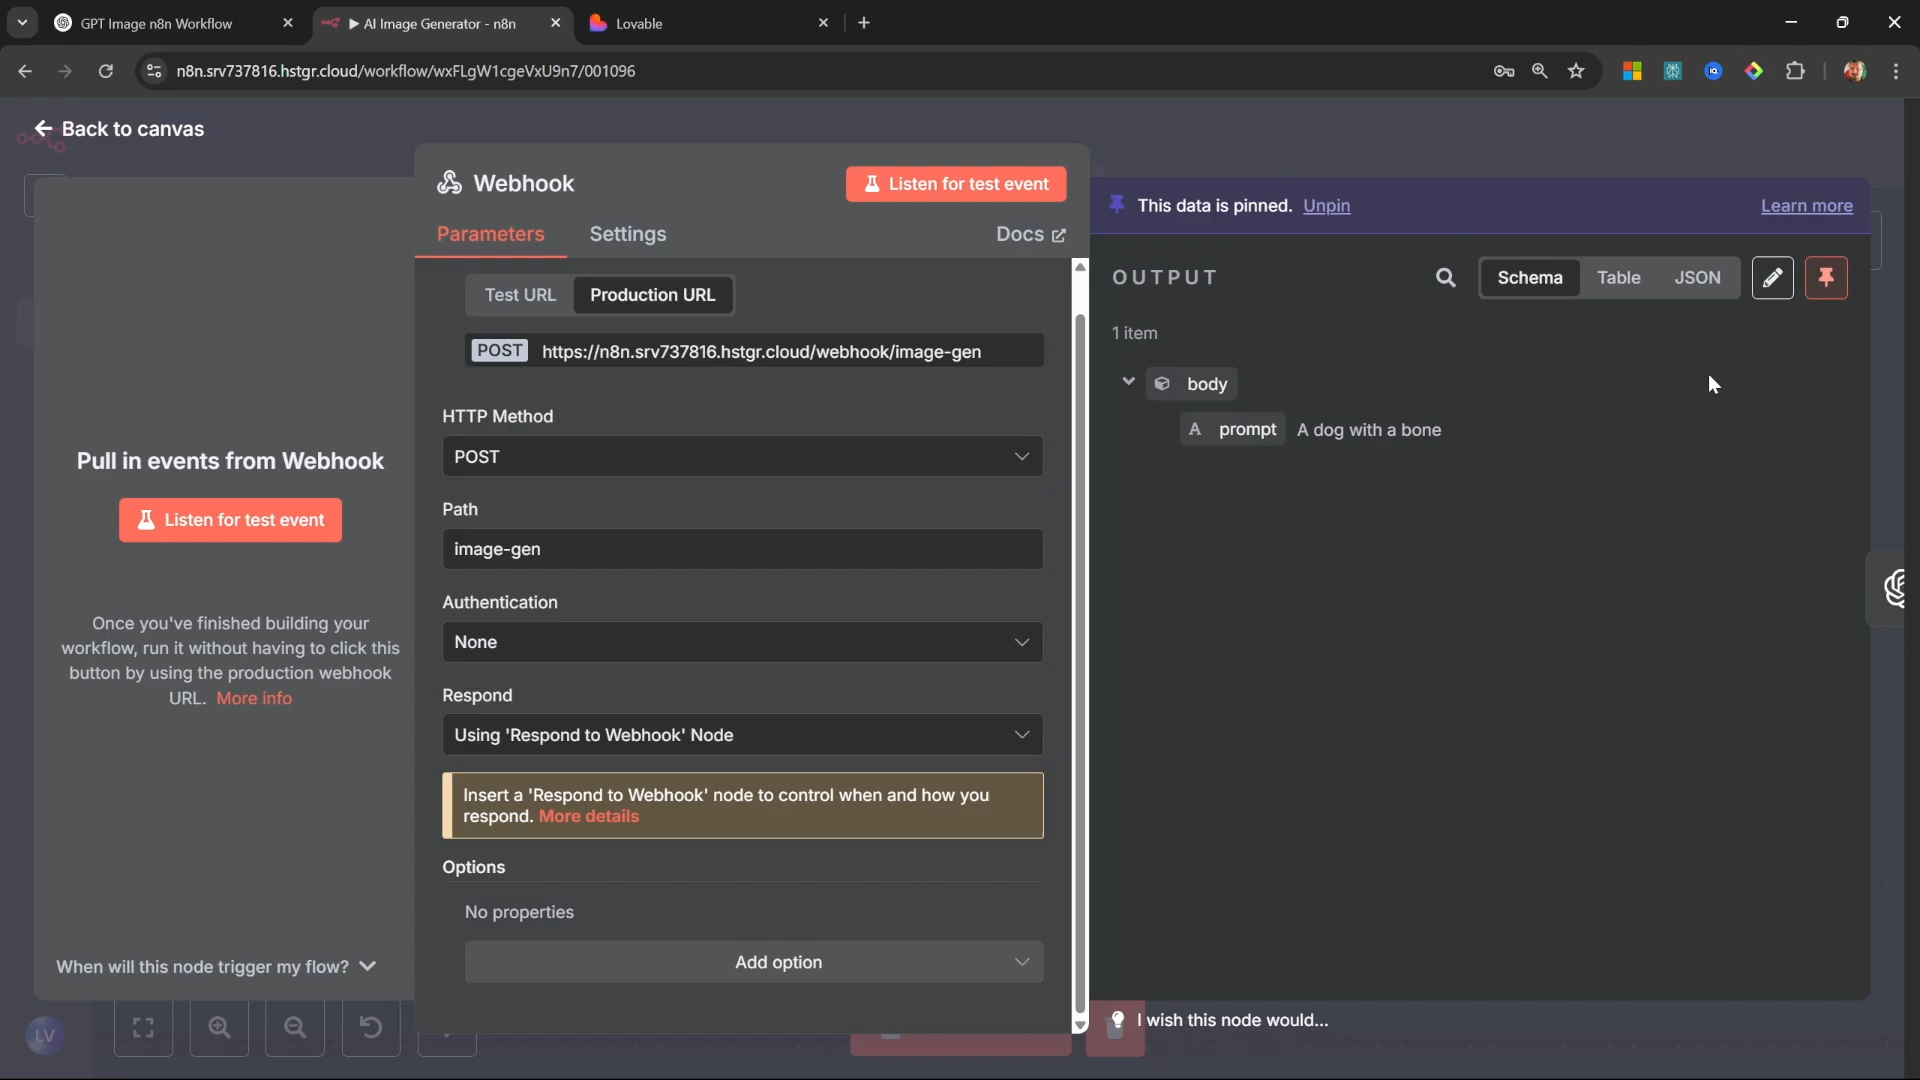 GPT Image n8n Workflow
▶ AI Image Generator - n8n
Lovable
n8n.srv737816.hstgr.cloud/workflow/wxFLgW1cgeVxU9n7/001096
Back to canvas
Webhook
Listen for test event
Parameters
Settings
Docs
Test URL
Production URL
POST
https://n8n.srv737816.hstgr.cloud/webhook/image-gen
HTTP Method
POST
Path
image-gen
Authentication
None
Respond
Using 'Respond to Webhook' Node
Insert a 'Respond to Webhook' node to control when and how you
respond. More details
Options
No properties
Add option
Pull in events from Webhook
Listen for test event
Once you've finished building your
workflow, run it without having to click this
button by using the production webhook
URL. More info
When will this node trigger my flow?
LV
This data is pinned. Unpin
Learn more
OUTPUT
Schema
Table
JSON
1 item
body
A prompt A dog with a bone
I wish this node would...